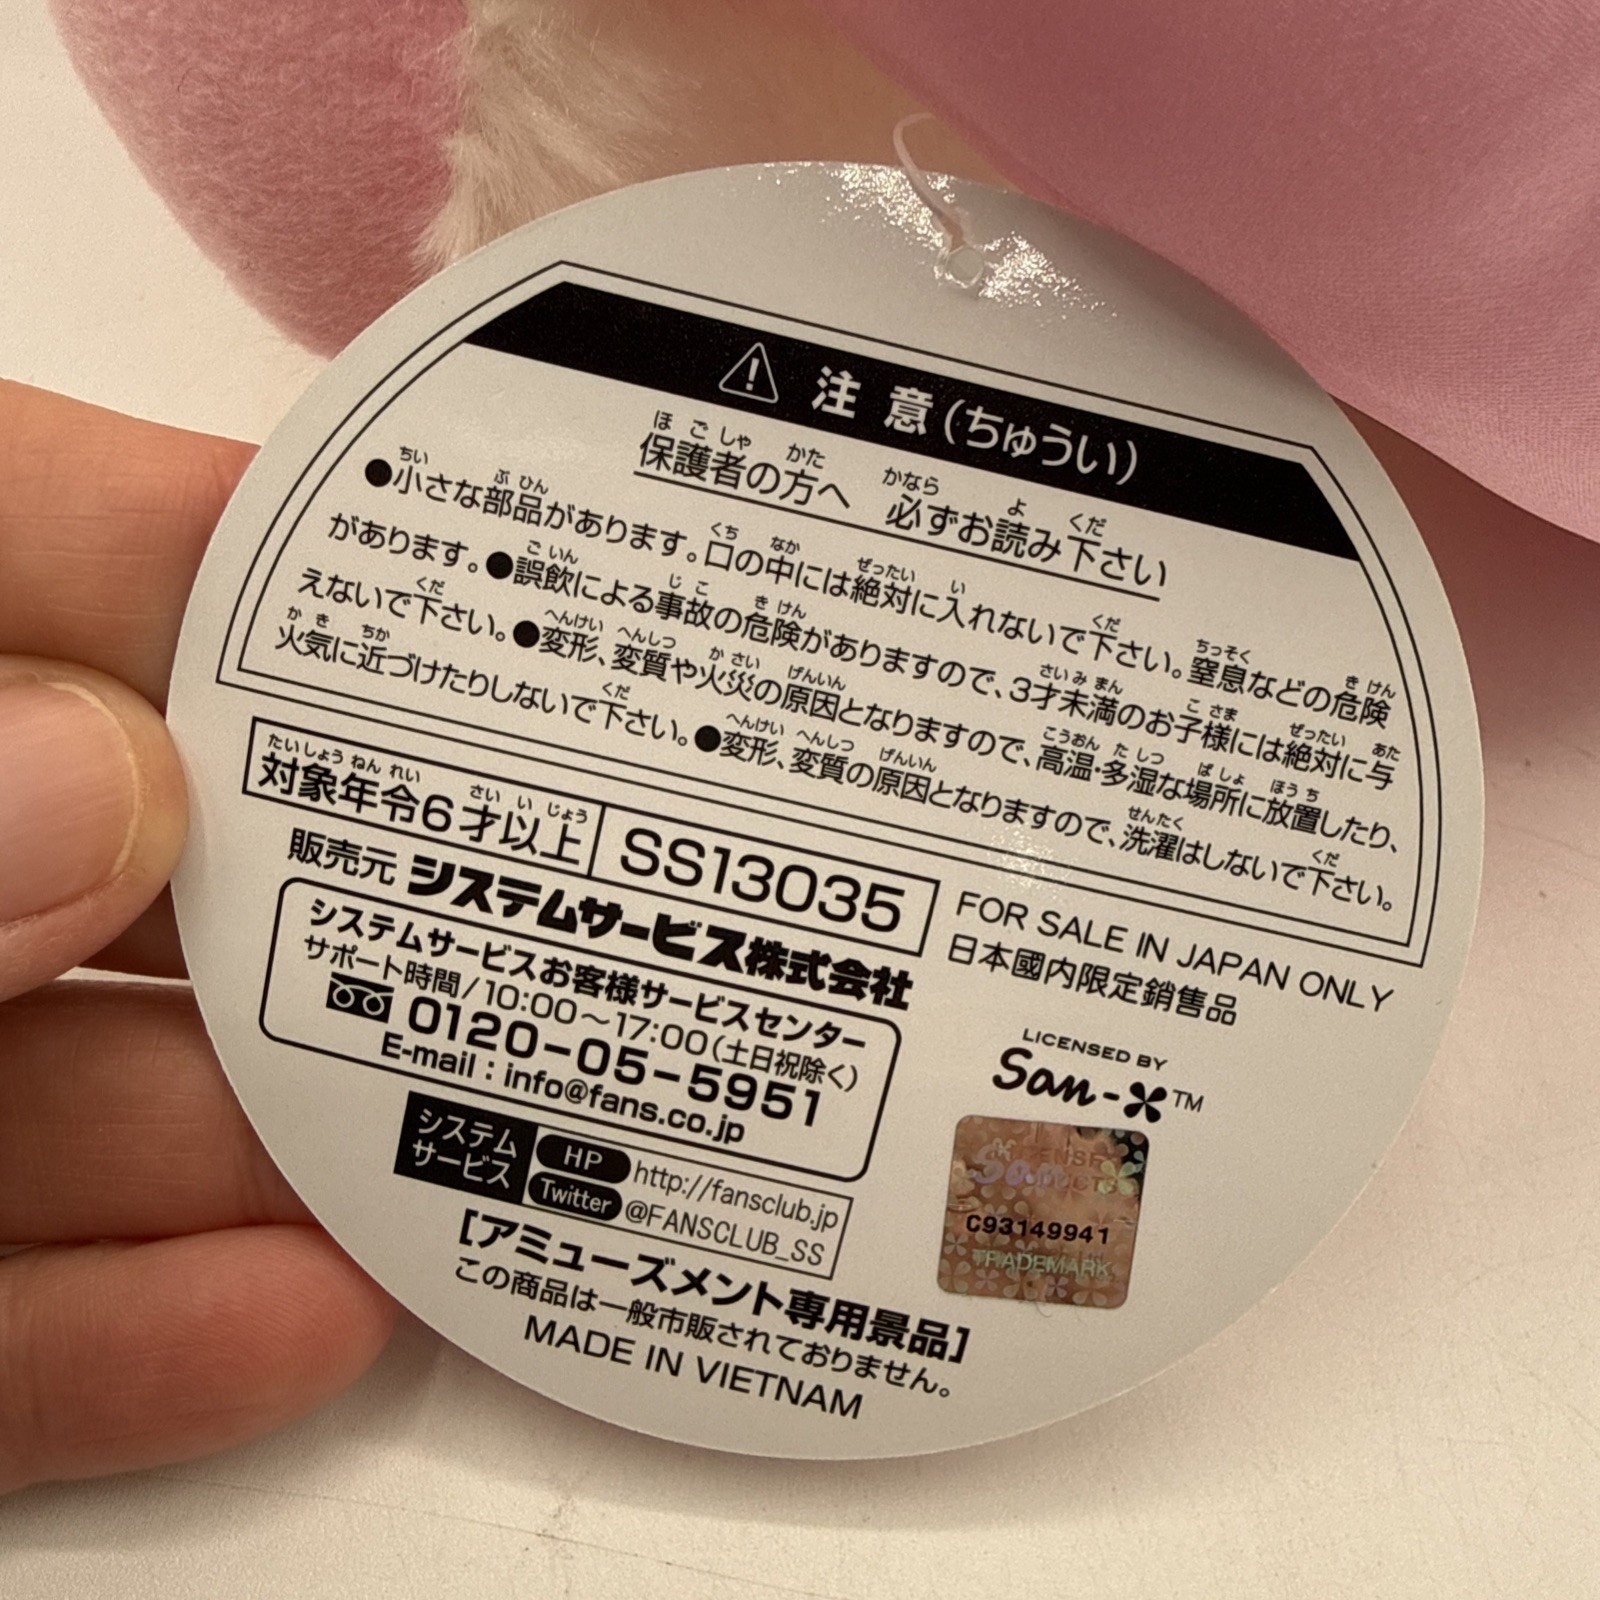 注意(ちゅうい)
保護者の方へ 必ずお読み下さい
●小さな部品があります。口の中には絶対に入れないで下さい。窒息などの危険
があります。●誤飲による事故の危険がありますので、3才未満のお子様には絶対に与
えないで下さい。●変形、変質や火災の原因となりますので、高温・多湿な場所に放置したり、
火気に近づけたりしないで下さい。●変形、変質の原因となりますので、洗濯はしないで下さい。
対象年令6才以上 SS13035
販売元 システムサービス株式会社
システムサービスお客様サービスセンター
サポート時間/10:00～17:00(土日祝除く)
0120-05-5951
E-mail : info@fans.co.jp
システム
サービス
HP http://fansclub.jp
Twitter @FANSCLUB_SS
[アミューズメント専用景品]
この商品は一般市販されておりません。
MADE IN VIETNAM
FOR SALE IN JAPAN ONLY
日本國内限定銷售品
LICENSED BY
San-X™
C93149941
TRADEMARK